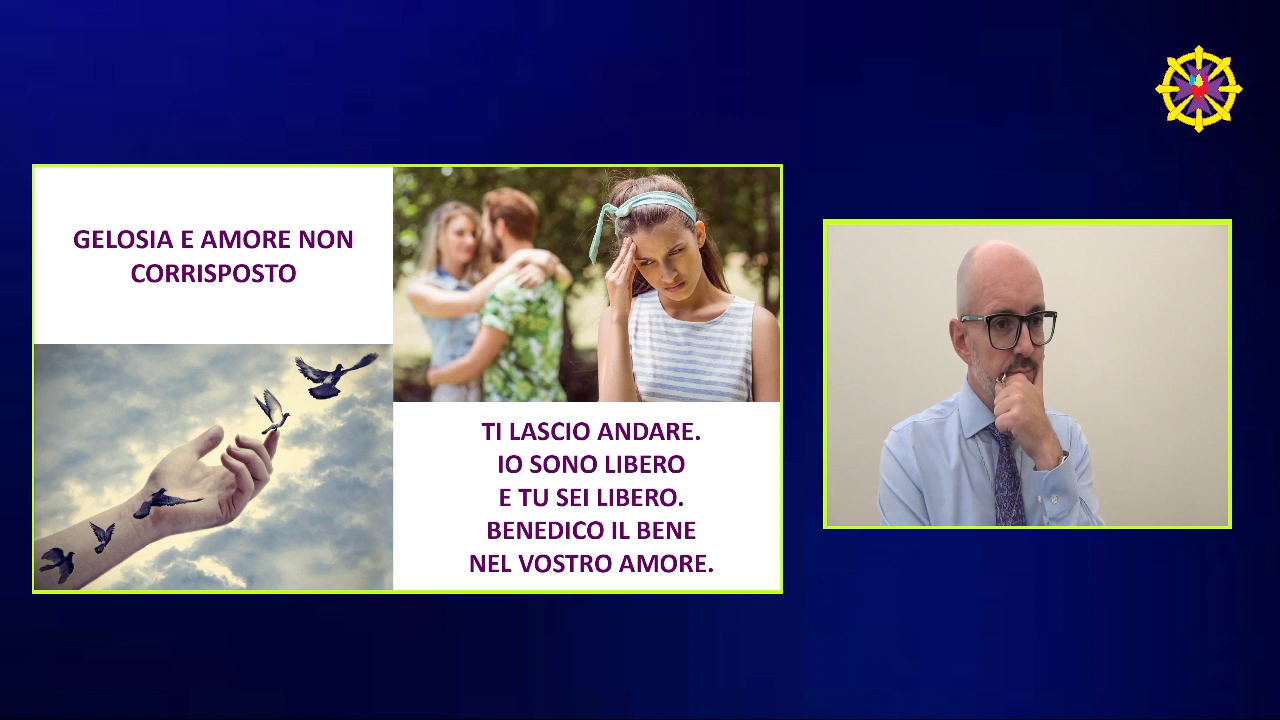 GELOSIA E AMORE NON
CORRISPOSTO
TI LASCIO ANDARE.
IO SONO LIBERO
E TU SEI LIBERO.
BENEDICO IL BENE
NEL VOSTRO AMORE.